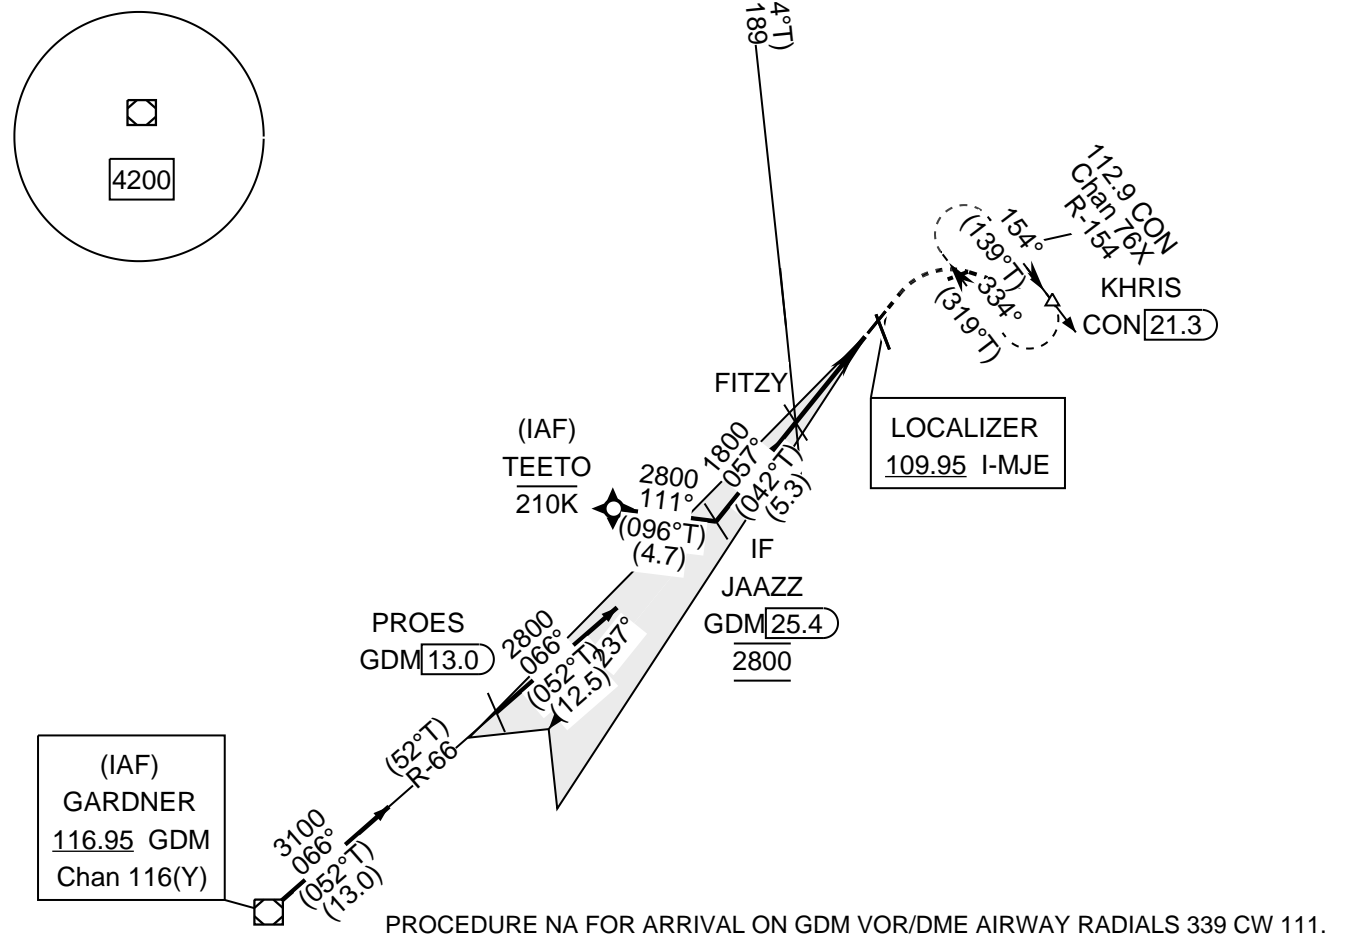 4°T)
189
4200
112.9 CON
Chan 76X
R-154
154°
(139°T)
334°
(319°T)
KHRIS
CON 21.3
FITZY
LOCALIZER
109.95 I-MJE
(IAF)
TEETO
210K
2800
111°
(096°T)
(4.7)
1800
057°
(042°T)
(5.3)
IF
JAAZZ
GDM 25.4
2800
PROES
GDM 13.0
2800
066°
(052°T)
(12.5)
237°
(52°T)
R-66
(IAF)
GARDNER
116.95 GDM
Chan 116(Y)
3100
066°
(052°T)
(13.0)
PROCEDURE NA FOR ARRIVAL ON GDM VOR/DME AIRWAY RADIALS 339 CW 111.